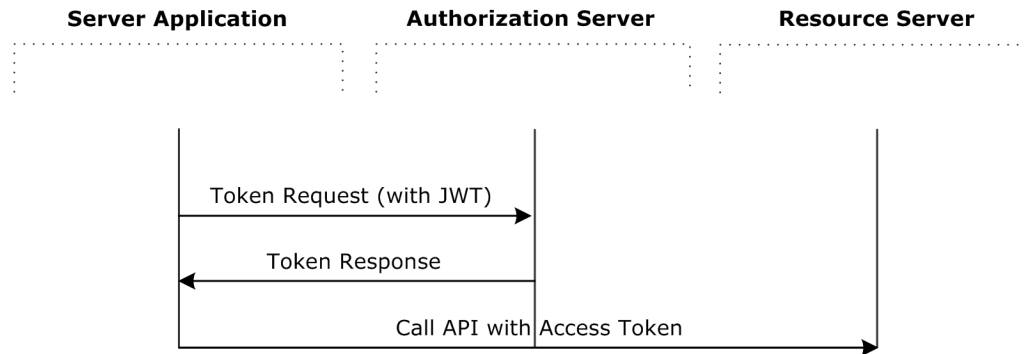 Server Application
Authorization Server
Resource Server
Token Request (with JWT)
Token Response
Call API with Access Token